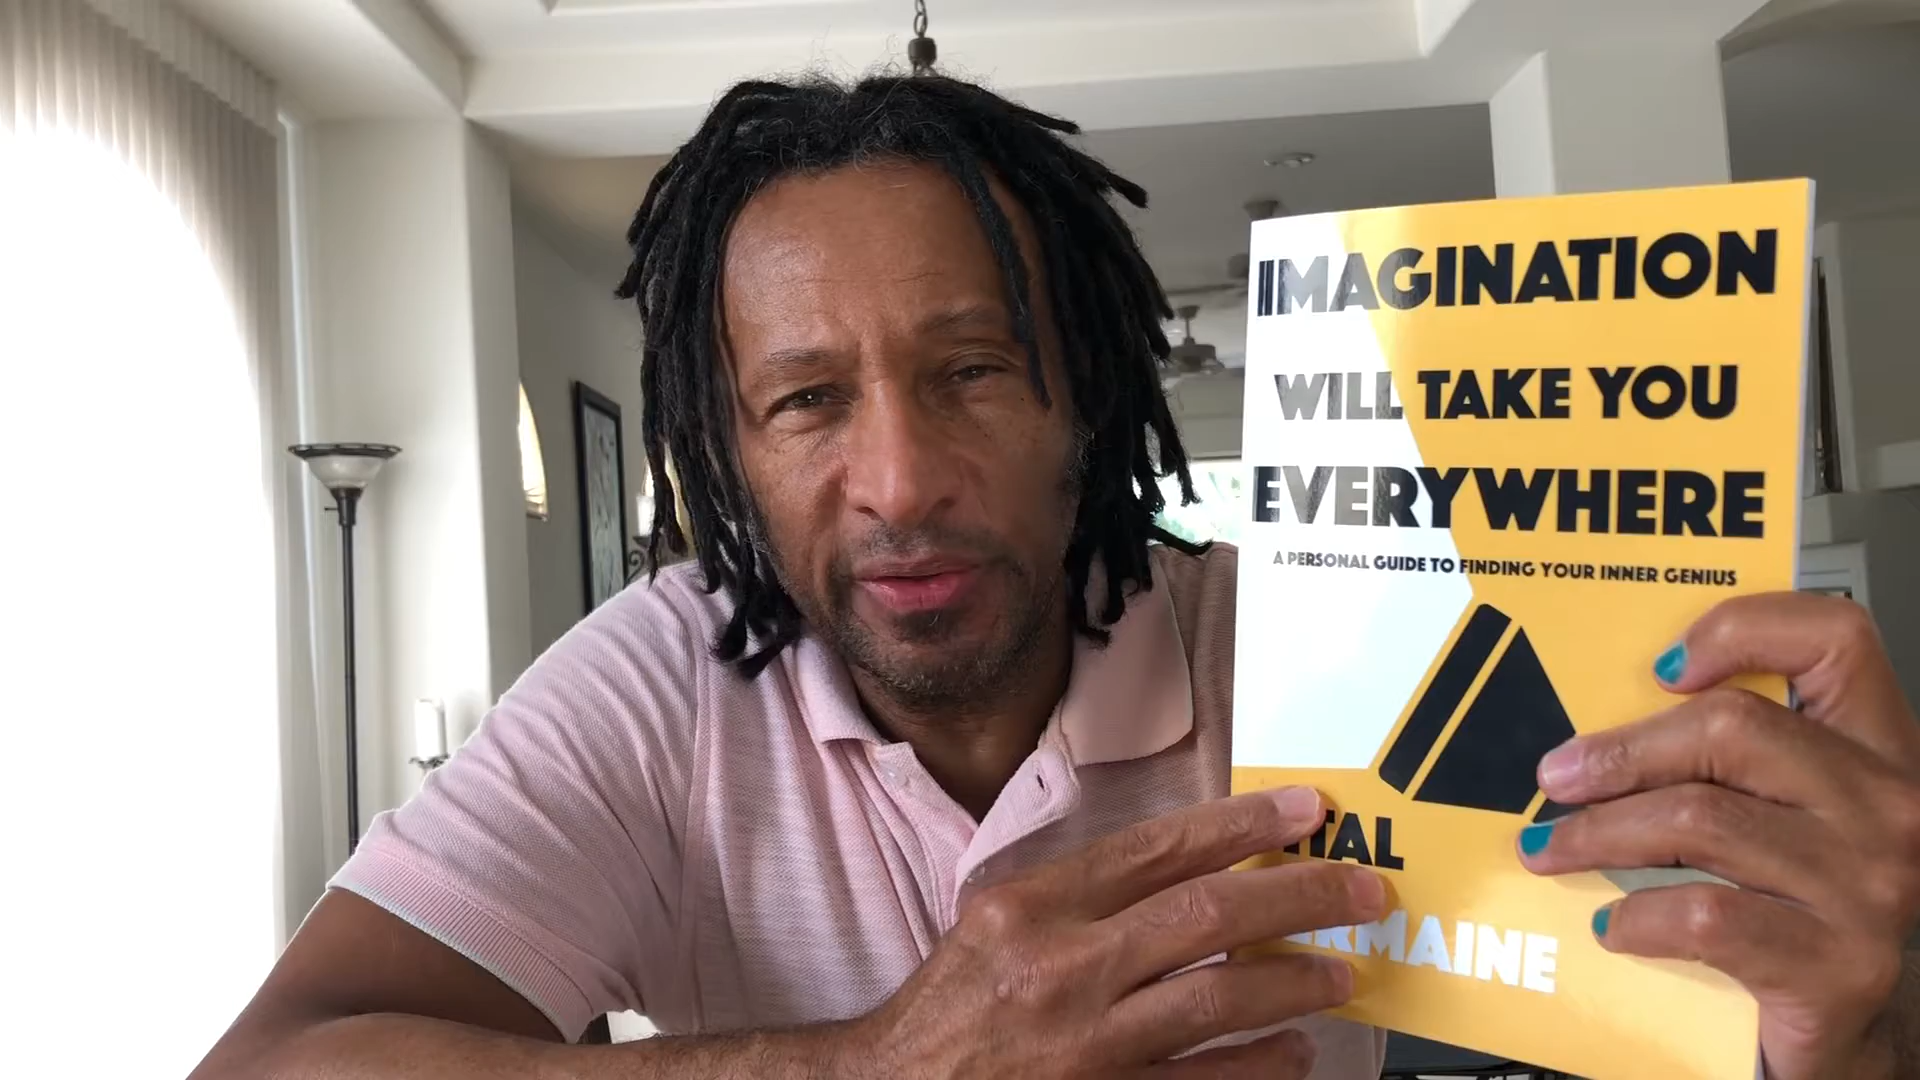 IMAGINATION
WILL TAKE YOU
EVERYWHERE
A PERSONAL GUIDE TO FINDING YOUR INNER GENIUS